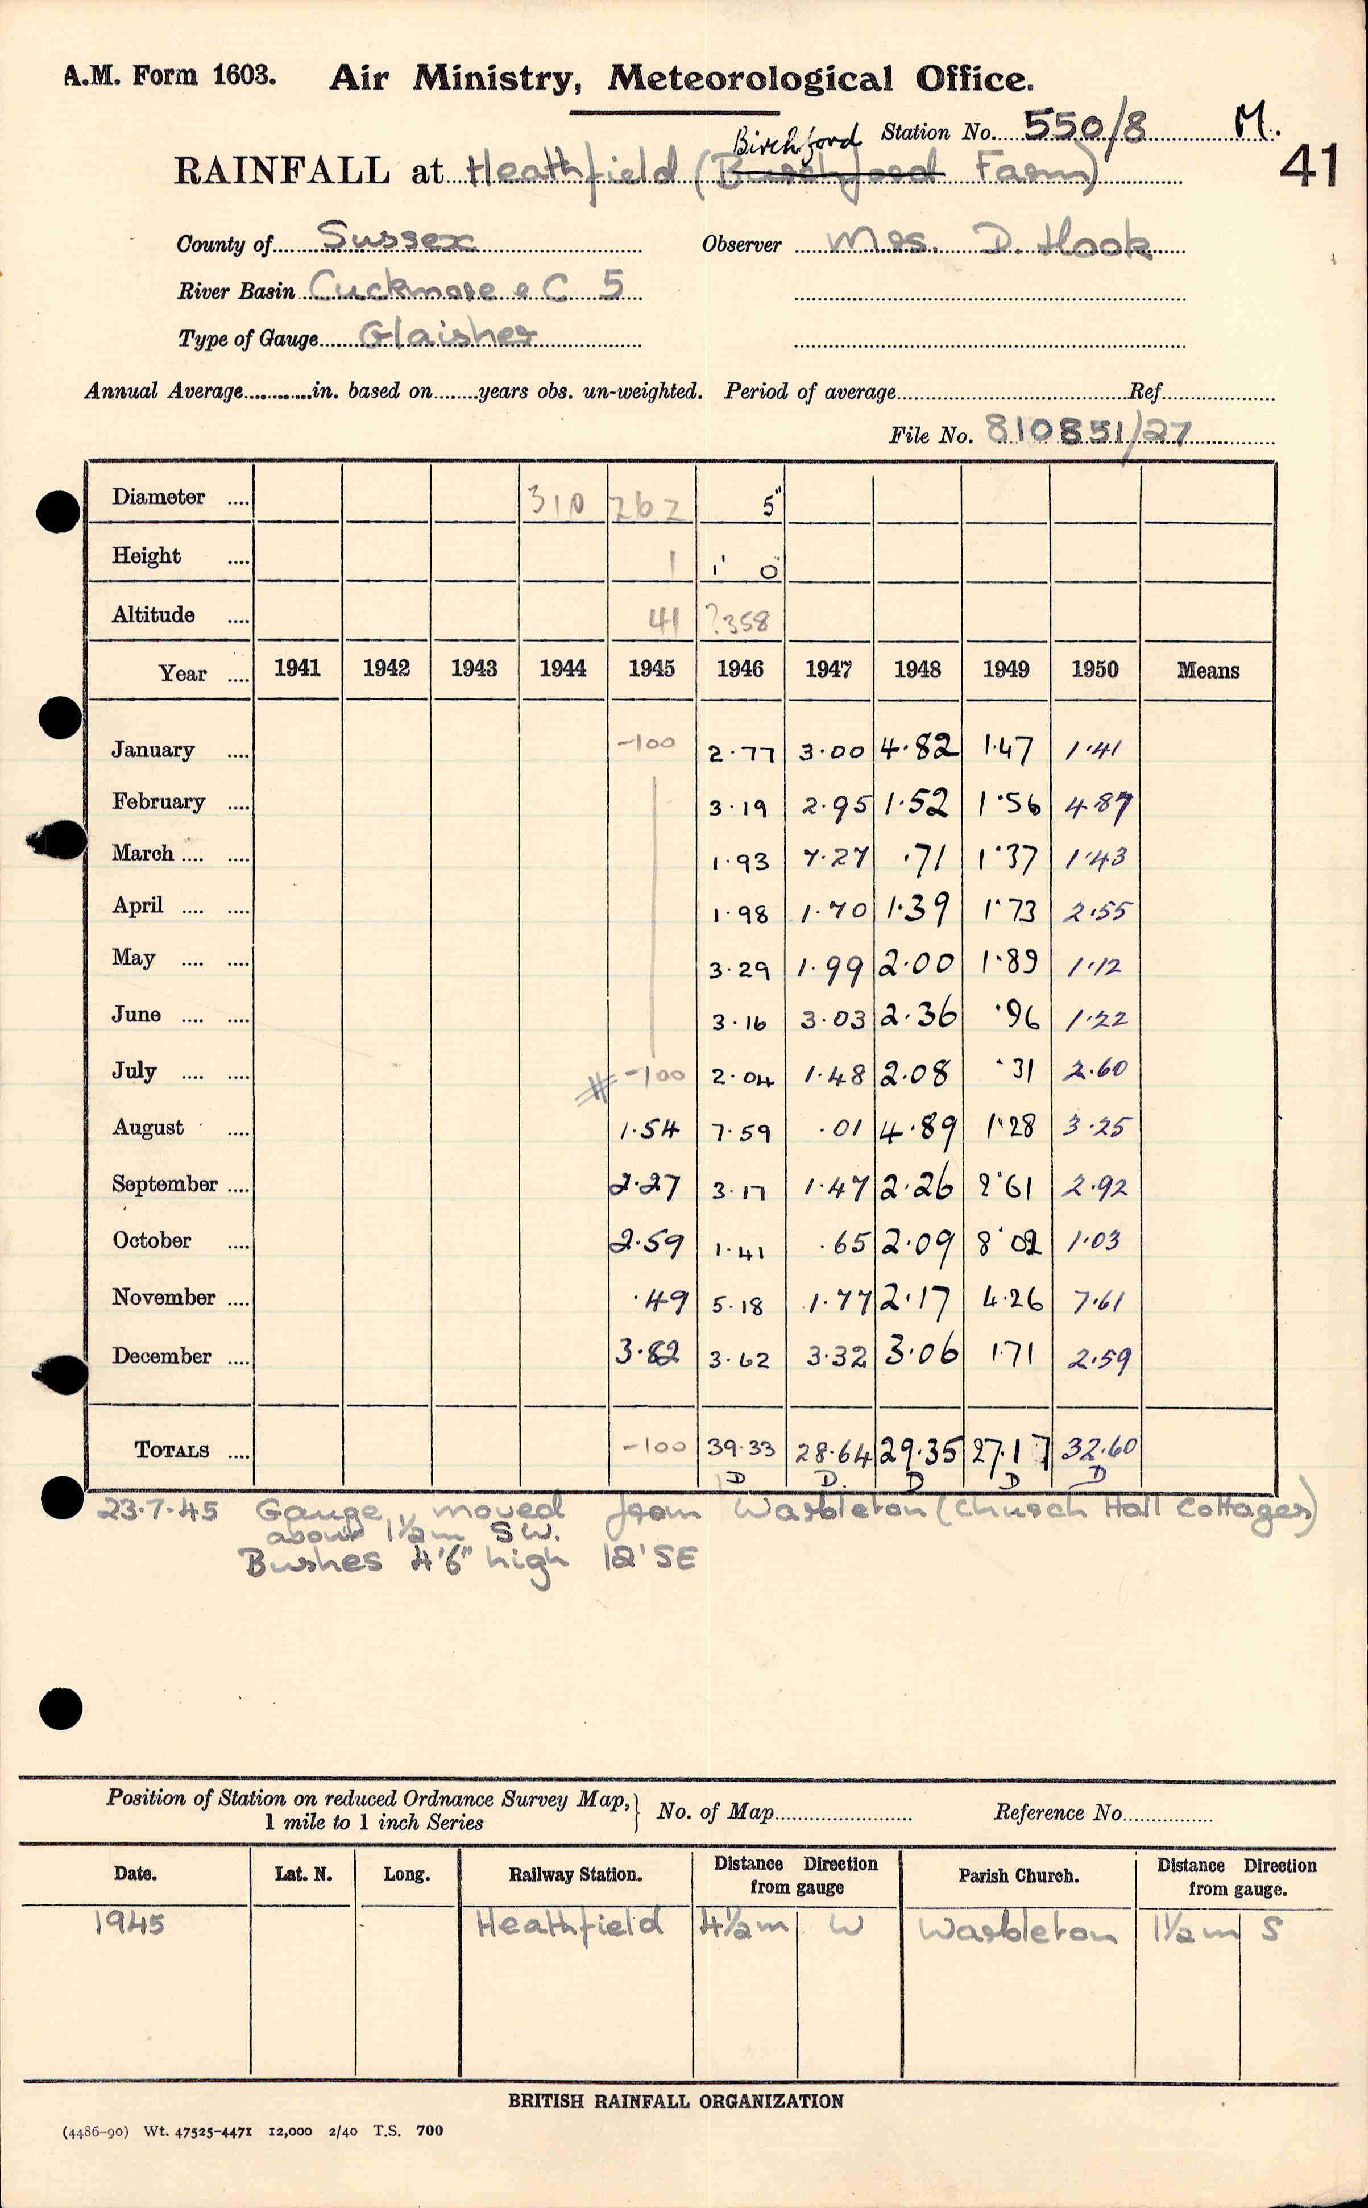 A.M. Form 1603. Air Ministry, Meteorological Office.
Station No. 550/8 M.
41
Birchford
RAINFALL at Heathfield (Burchford Farm)
County of Sussex Observer Mrs. D. Hook
River Basin Cuckmere &c 5
Type of Gauge Glaisher
Annual Average............in. based on........years obs. un-weighted. Period of average............Ref............
File No. 810851/27
Diameter .... 310 262 5"
Height .... 1 1' 0"
Altitude .... 41 ?358
Year .... 1941 1942 1943 1944 1945 1946 1947 1948 1949 1950 Means
January .... -100 2.77 3.00 4.82 1.47 1.41
February .... 3.19 2.95 1.52 1.56 4.87
March .... .... 1.93 7.27 .71 1.37 1.43
April .... .... 1.98 1.70 1.39 1.73 2.55
May .... .... 3.29 1.99 2.00 1.89 1.12
June .... .... 3.16 3.03 2.36 .96 1.22
July .... .... # -100 2.04 1.48 2.08 .31 2.60
August .... 1.54 7.59 .01 4.89 1.28 3.25
September .... 2.27 3.17 1.47 2.26 2.61 2.92
October .... 2.59 1.41 .65 2.09 8.02 1.03
November .... .49 5.18 1.77 2.17 4.26 7.61
December .... 3.82 3.62 3.32 3.06 1.71 2.59
TOTALS .... -100 39.33 28.64 29.35 27.17 32.60
D D. D D D
23.7.45 Gauge moved from Warbleton (Church Hall Cottages)
about 1½m SW.
Bushes 4'6" high 12' SE
Position of Station on reduced Ordnance Survey Map, } No. of Map............ Reference No............
1 mile to 1 inch Series
Date. Lat. N. Long. Railway Station. Distance Direction from gauge Parish Church. Distance Direction from gauge.
1945 Heathfield 4½m W Warbleton 1½m S
BRITISH RAINFALL ORGANIZATION
(4486-90) Wt. 47525-4471 12,000 2/40 T.S. 700